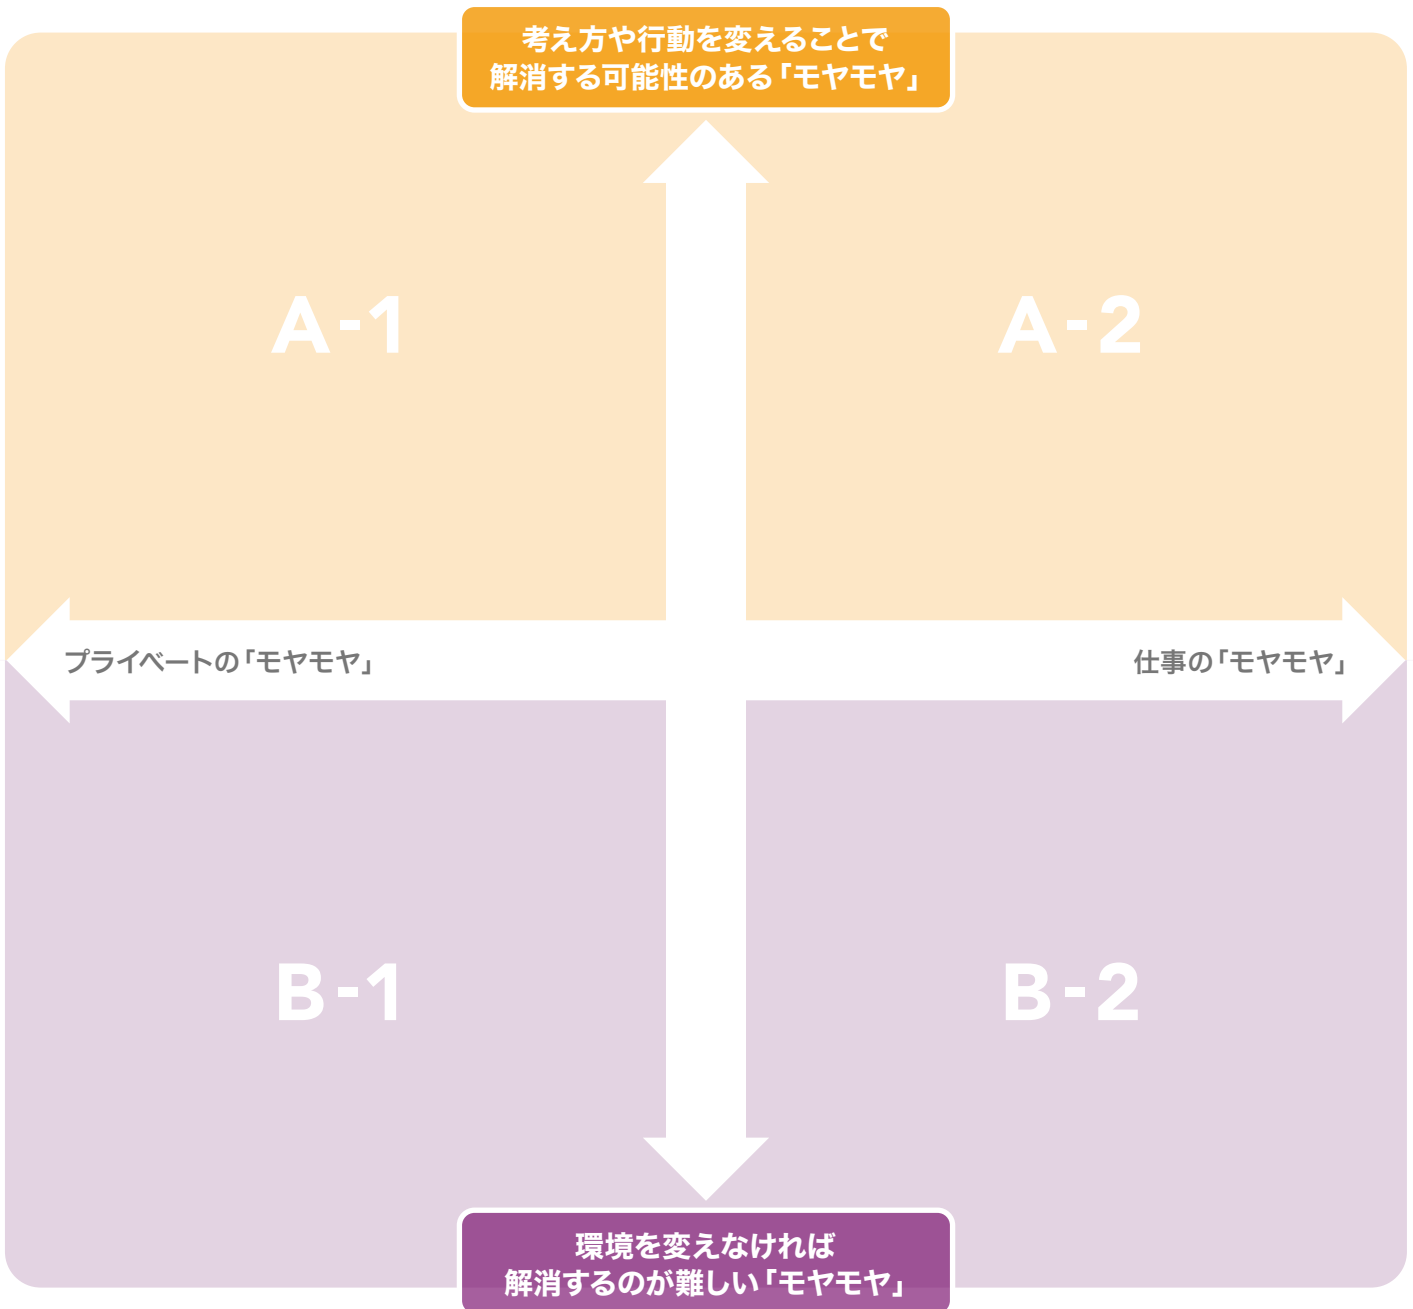 考え方や行動を変えることで
解消する可能性のある「モヤモヤ」
A-1
A-2
プライベートの「モヤモヤ」
仕事の「モヤモヤ」
B-1
B-2
環境を変えなければ
解消するのが難しい「モヤモヤ」